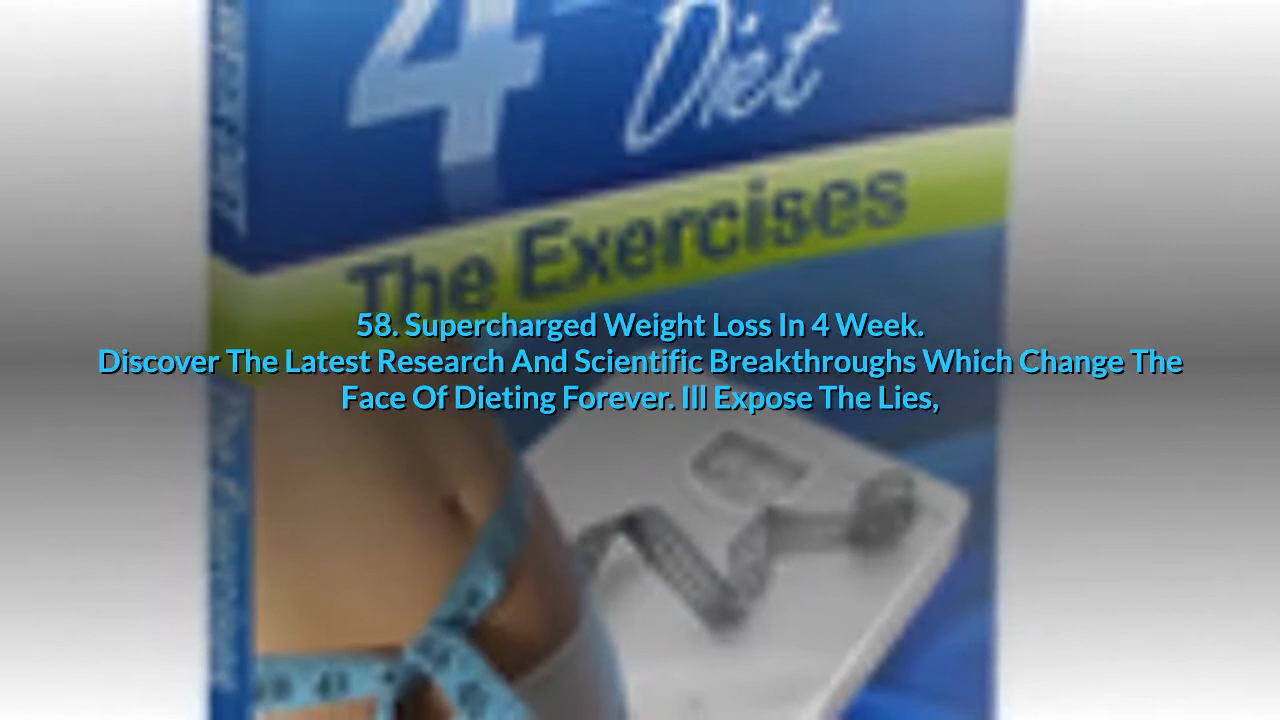 4
Diet
The Exercises
58. Supercharged Weight Loss In 4 Week.
Discover The Latest Research And Scientific Breakthroughs Which Change The
Face Of Dieting Forever. Ill Expose The Lies,